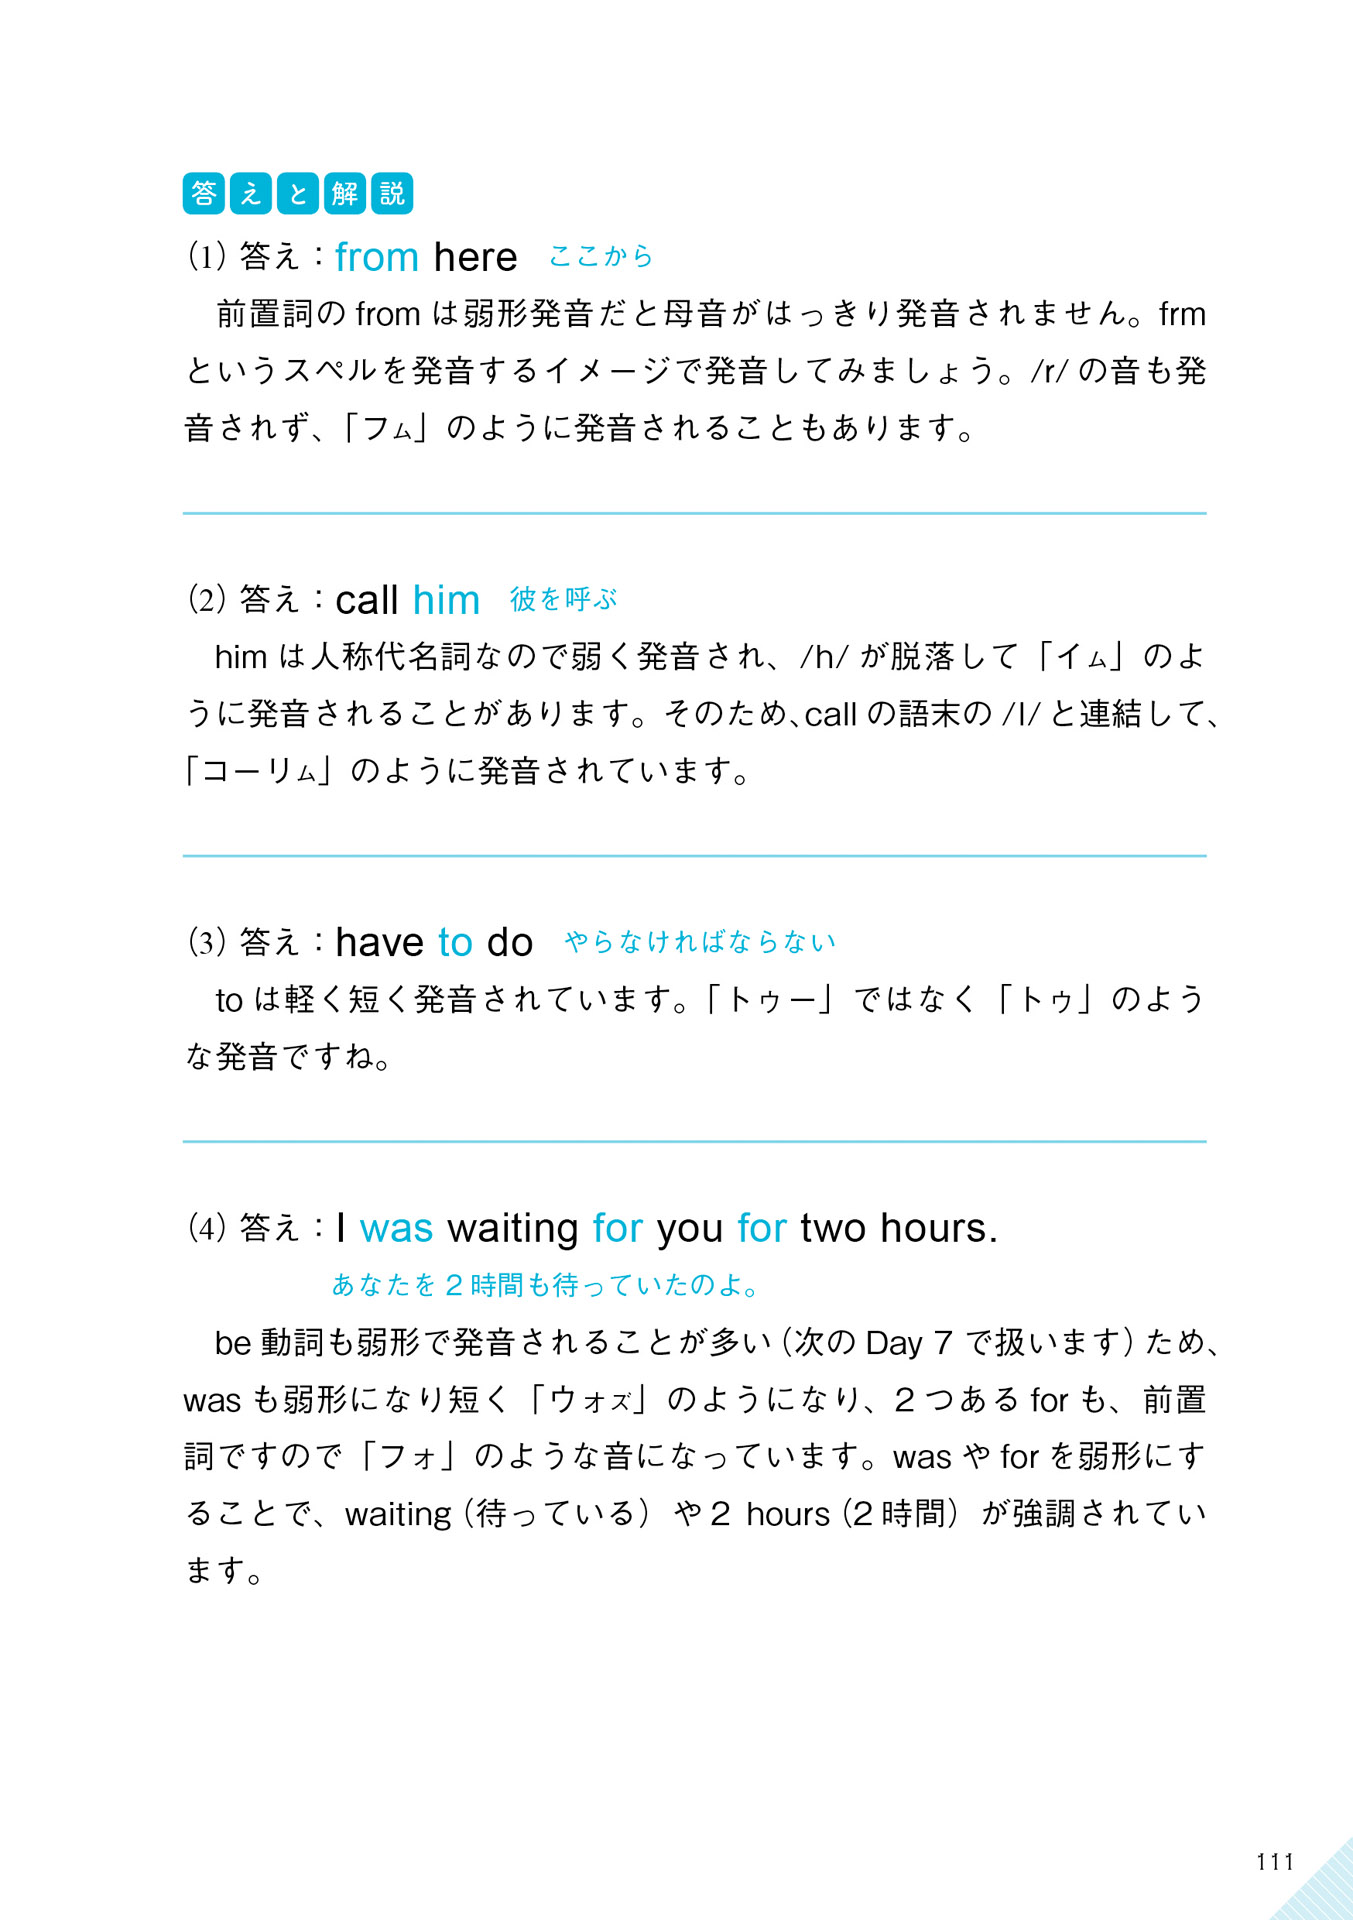 答えと解説
(1) 答え：from here ここから
前置詞の from は弱形発音だと母音がはっきり発音されません。frm
というスペルを発音するイメージで発音してみましょう。/r/ の音も発
音されず、「フム」のように発音されることもあります。
(2) 答え：call him 彼を呼ぶ
him は人称代名詞なので弱く発音され、/h/ が脱落して「イム」のよ
うに発音されることがあります。そのため、call の語末の /l/ と連結して、
「コーリム」のように発音されています。
(3) 答え：have to do やらなければならない
to は軽く短く発音されています。「トゥー」ではなく「トゥ」のよう
な発音ですね。
(4) 答え：I was waiting for you for two hours.
あなたを２時間も待っていたのよ。
be 動詞も弱形で発音されることが多い（次の Day 7 で扱います）ため、
was も弱形になり短く「ウォズ」のようになり、２つある for も、前置
詞ですので「フォ」のような音になっています。was や for を弱形にす
ることで、waiting（待っている）や２ hours（２時間）が強調されてい
ます。
111